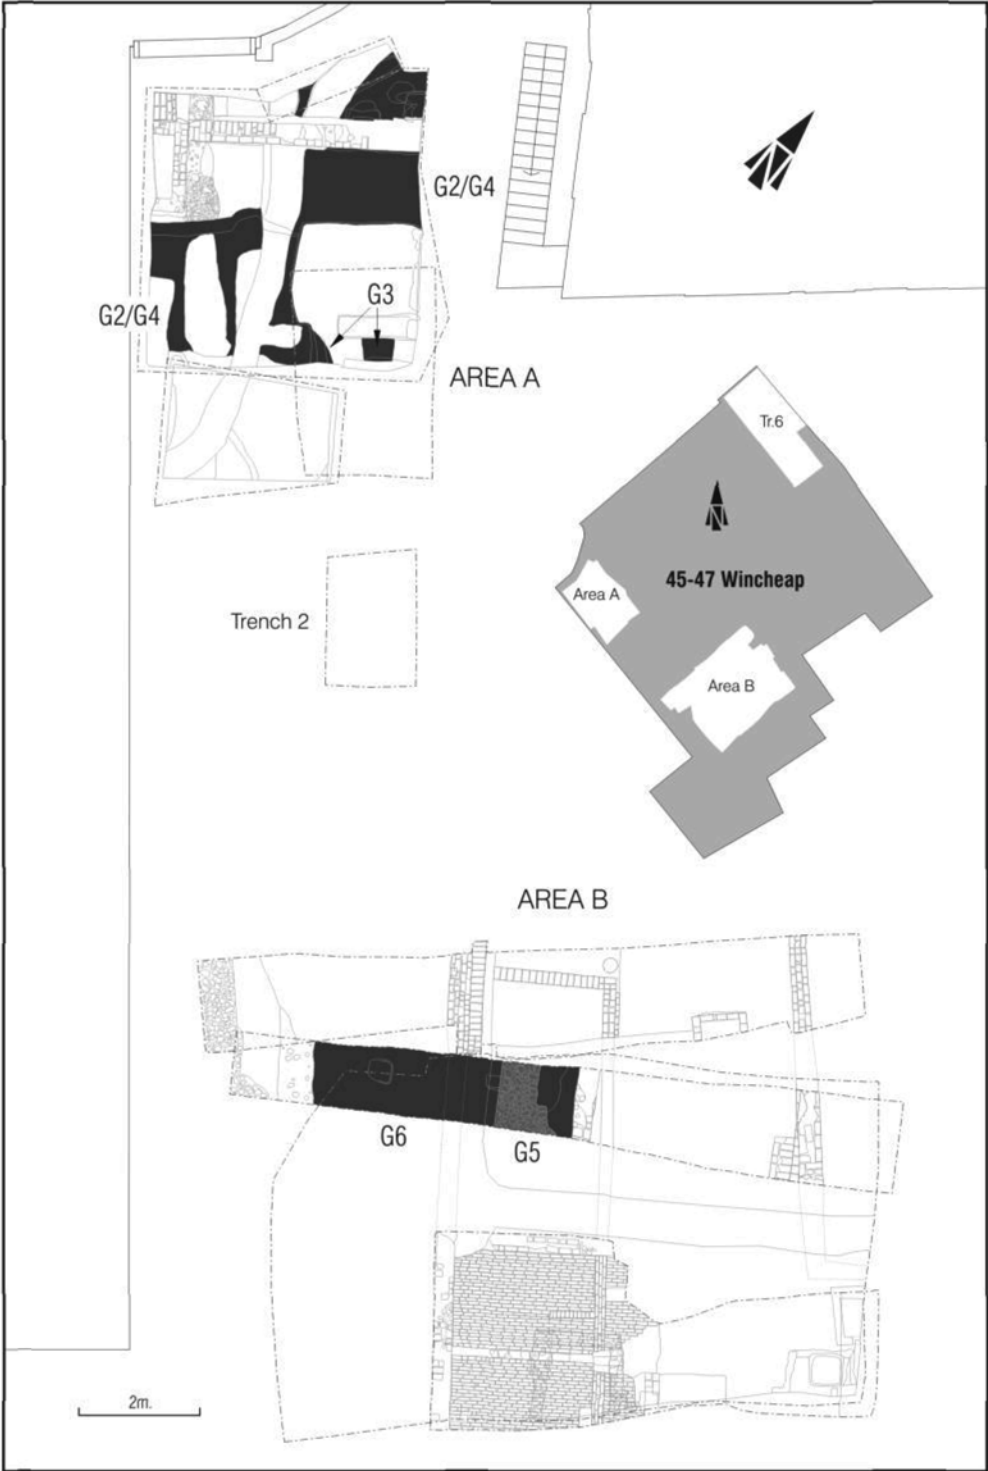 G2/G4
G3
G2/G4
AREA A
Tr.6
N
45-47 Wincheap
Area A
Trench 2
Area B
AREA B
G6
G5
2m.